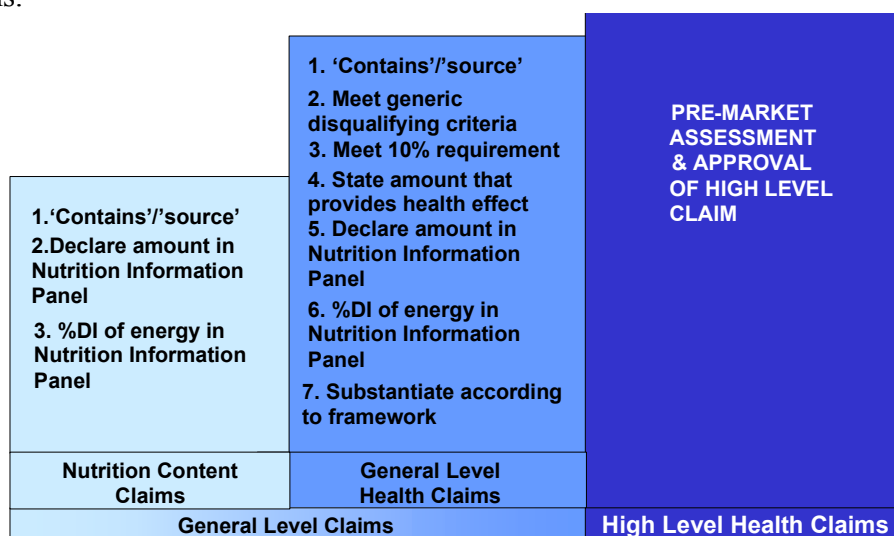 ns.
1.‘Contains’/’source’
2.Declare amount in
Nutrition Information
Panel
3. %DI of energy in
Nutrition Information
Panel
1. ‘Contains’/’source’
2. Meet generic
disqualifying criteria
3. Meet 10% requirement
4. State amount that
provides health effect
5. Declare amount in
Nutrition Information
Panel
6. %DI of energy in
Nutrition Information
Panel
7. Substantiate according
to framework
PRE-MARKET
ASSESSMENT
& APPROVAL
OF HIGH LEVEL
CLAIM
Nutrition Content
Claims
General Level
Health Claims
General Level Claims
High Level Health Claims